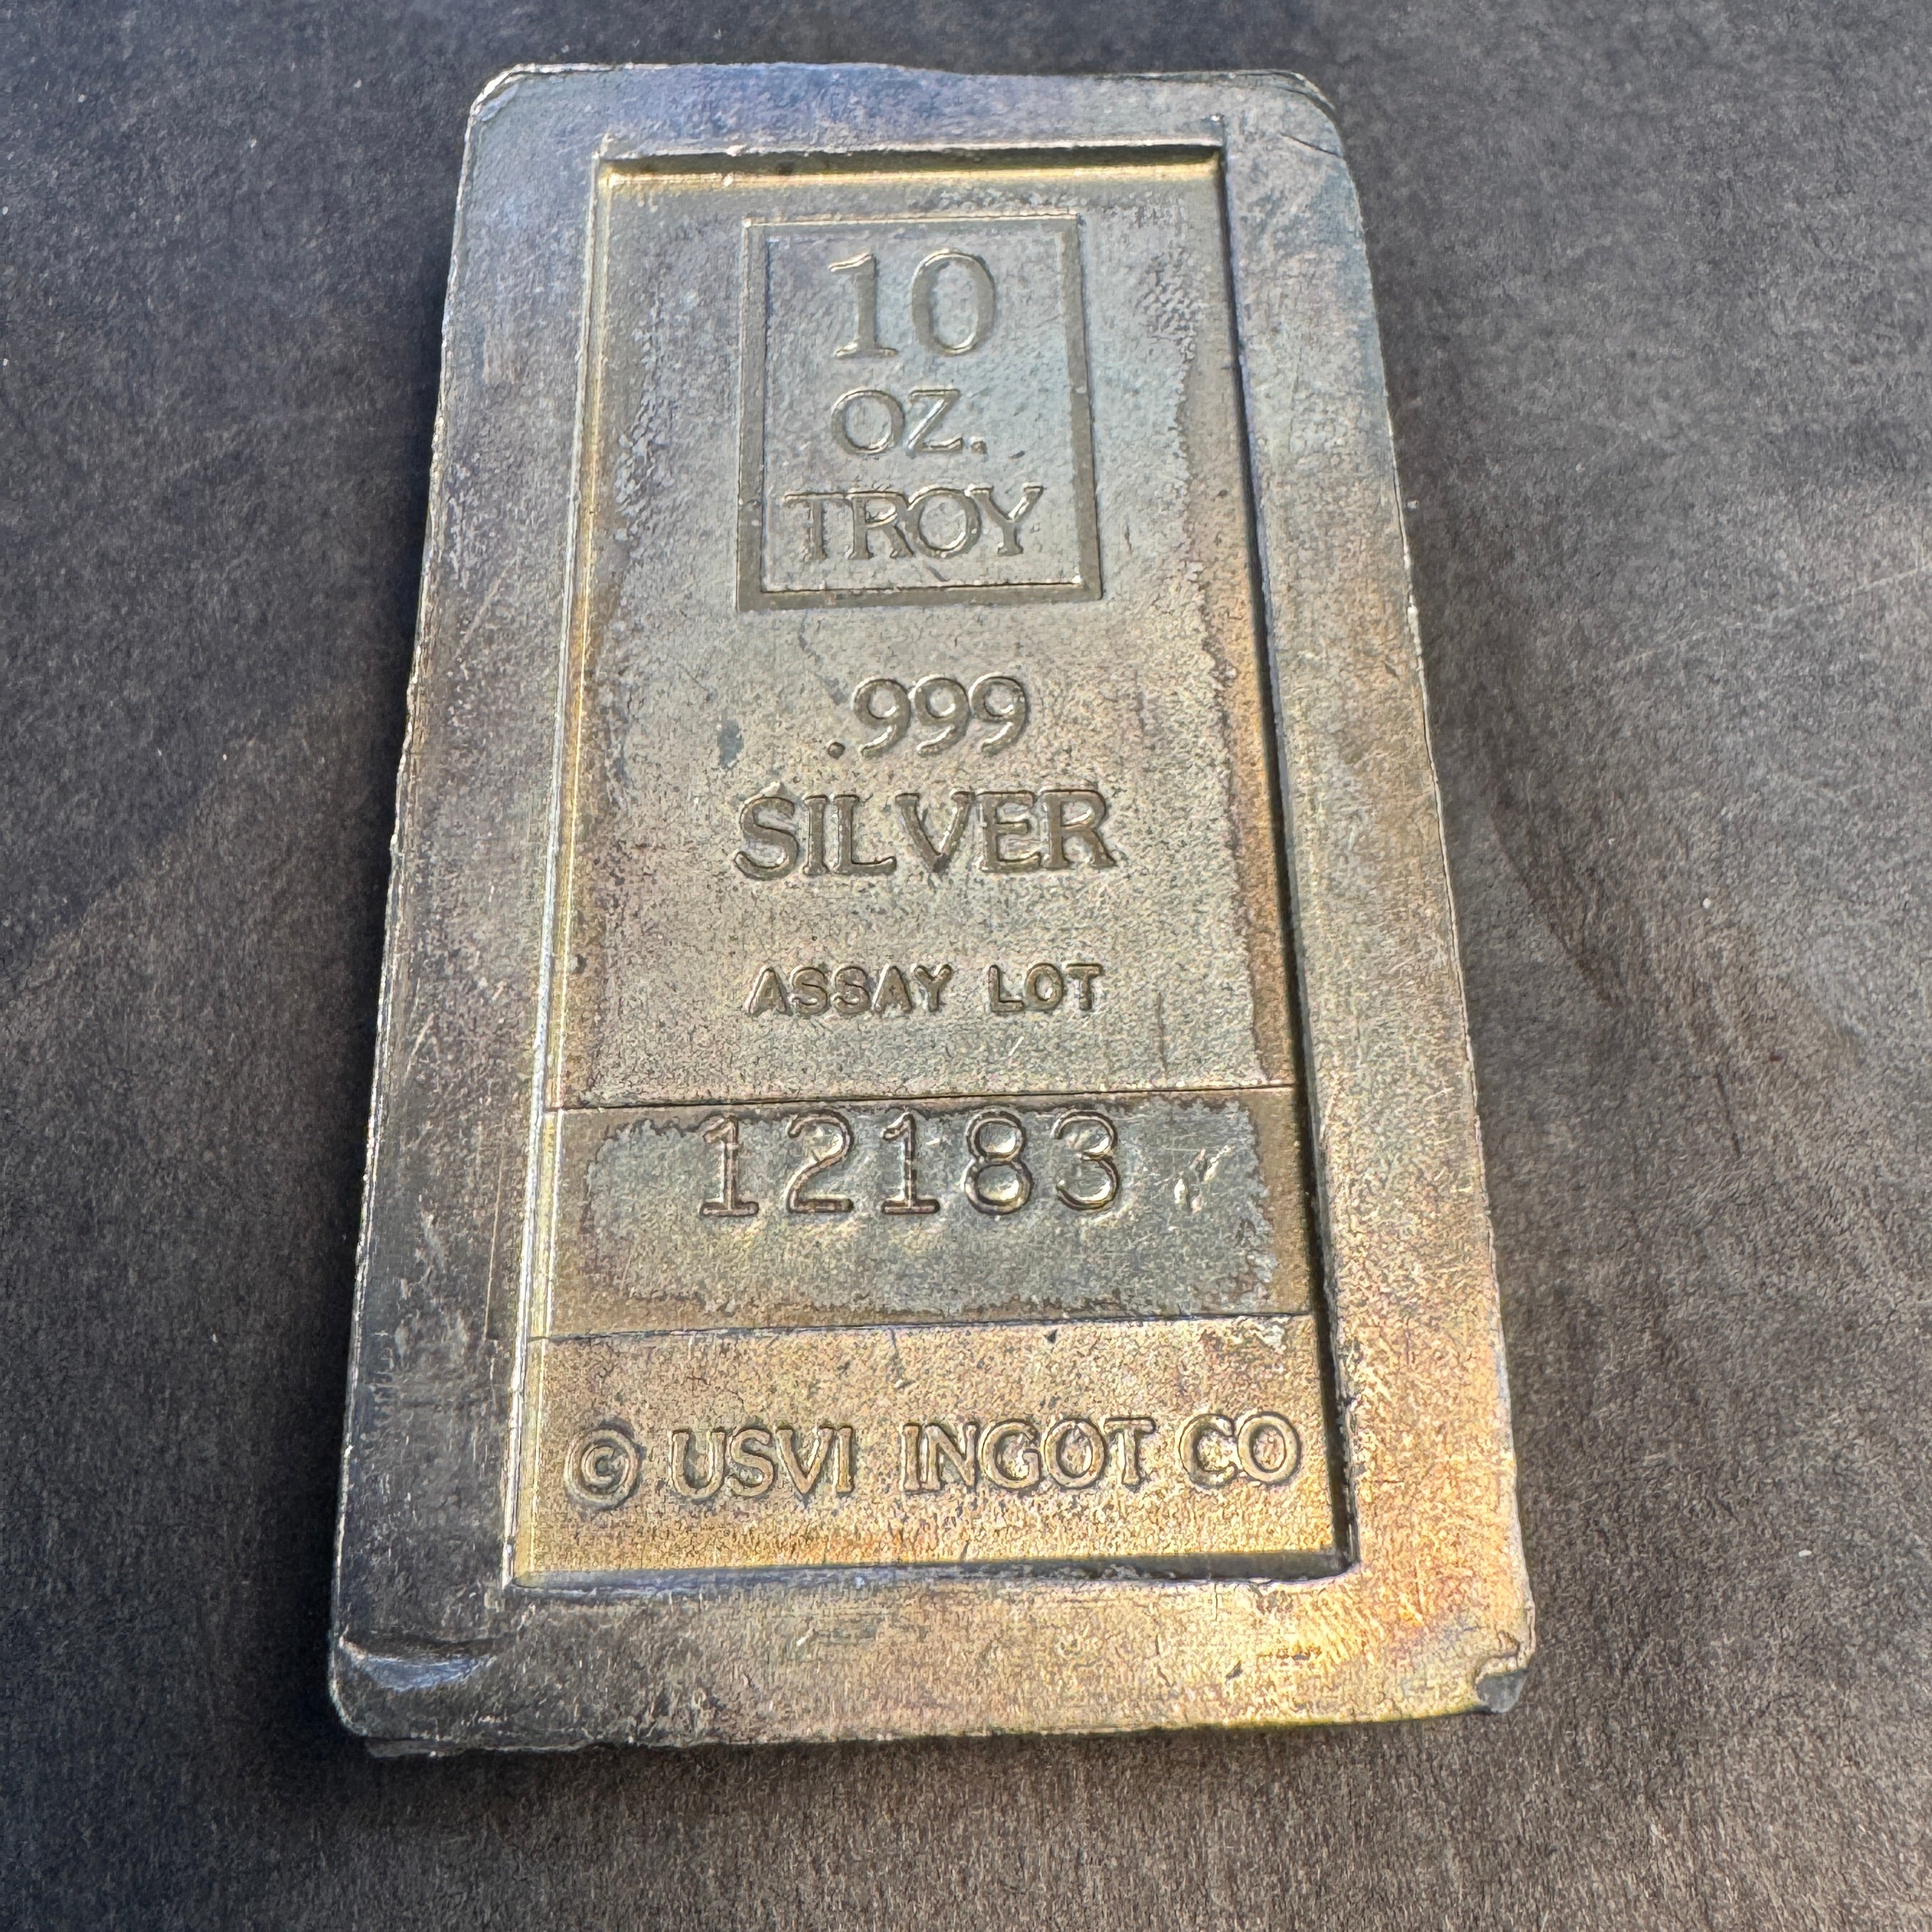 10
OZ.
TROY
.999
SILVER
ASSAY LOT
12183
© USVI INGOT CO